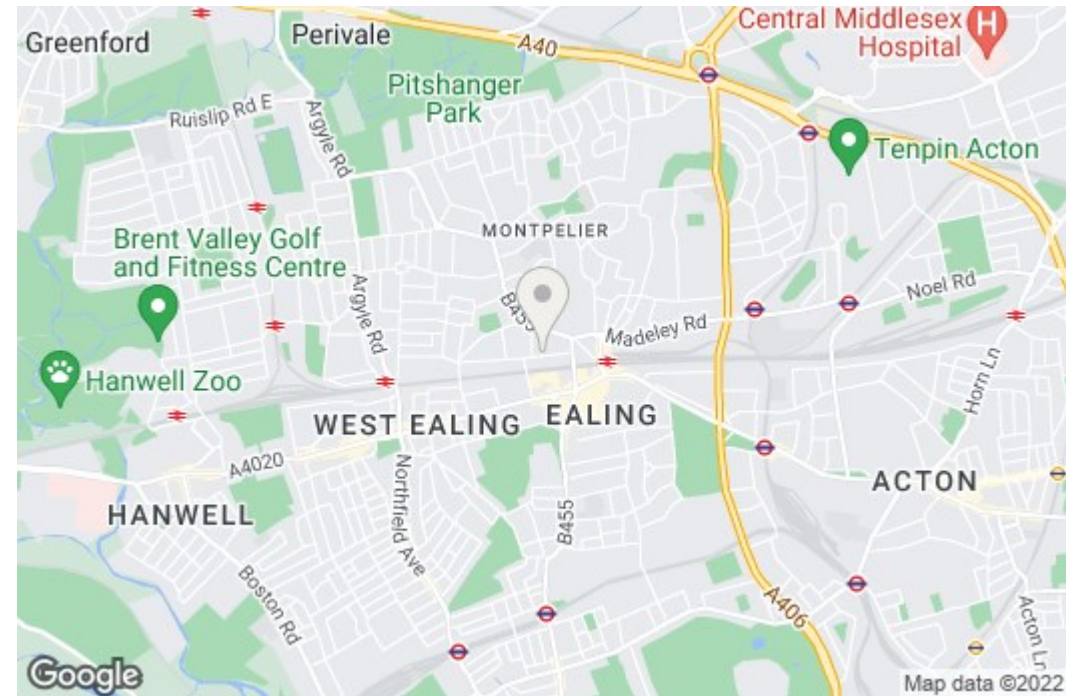 Greenford
Perivale
A40
Central Middlesex
Hospital
H
Pitshanger
Park
Ruislip Rd E
Argyle Rd
Tenpin Acton
MONTPELIER
Brent Valley Golf
and Fitness Centre
Argyle Rd
B455
Madeley Rd
Noel Rd
Hanwell Zoo
Horn Ln
WEST EALING
EALING
A4020
Northfield Ave
B455
ACTON
HANWELL
Boston Rd
A406
Acton Ln
Google
Map data ©2022